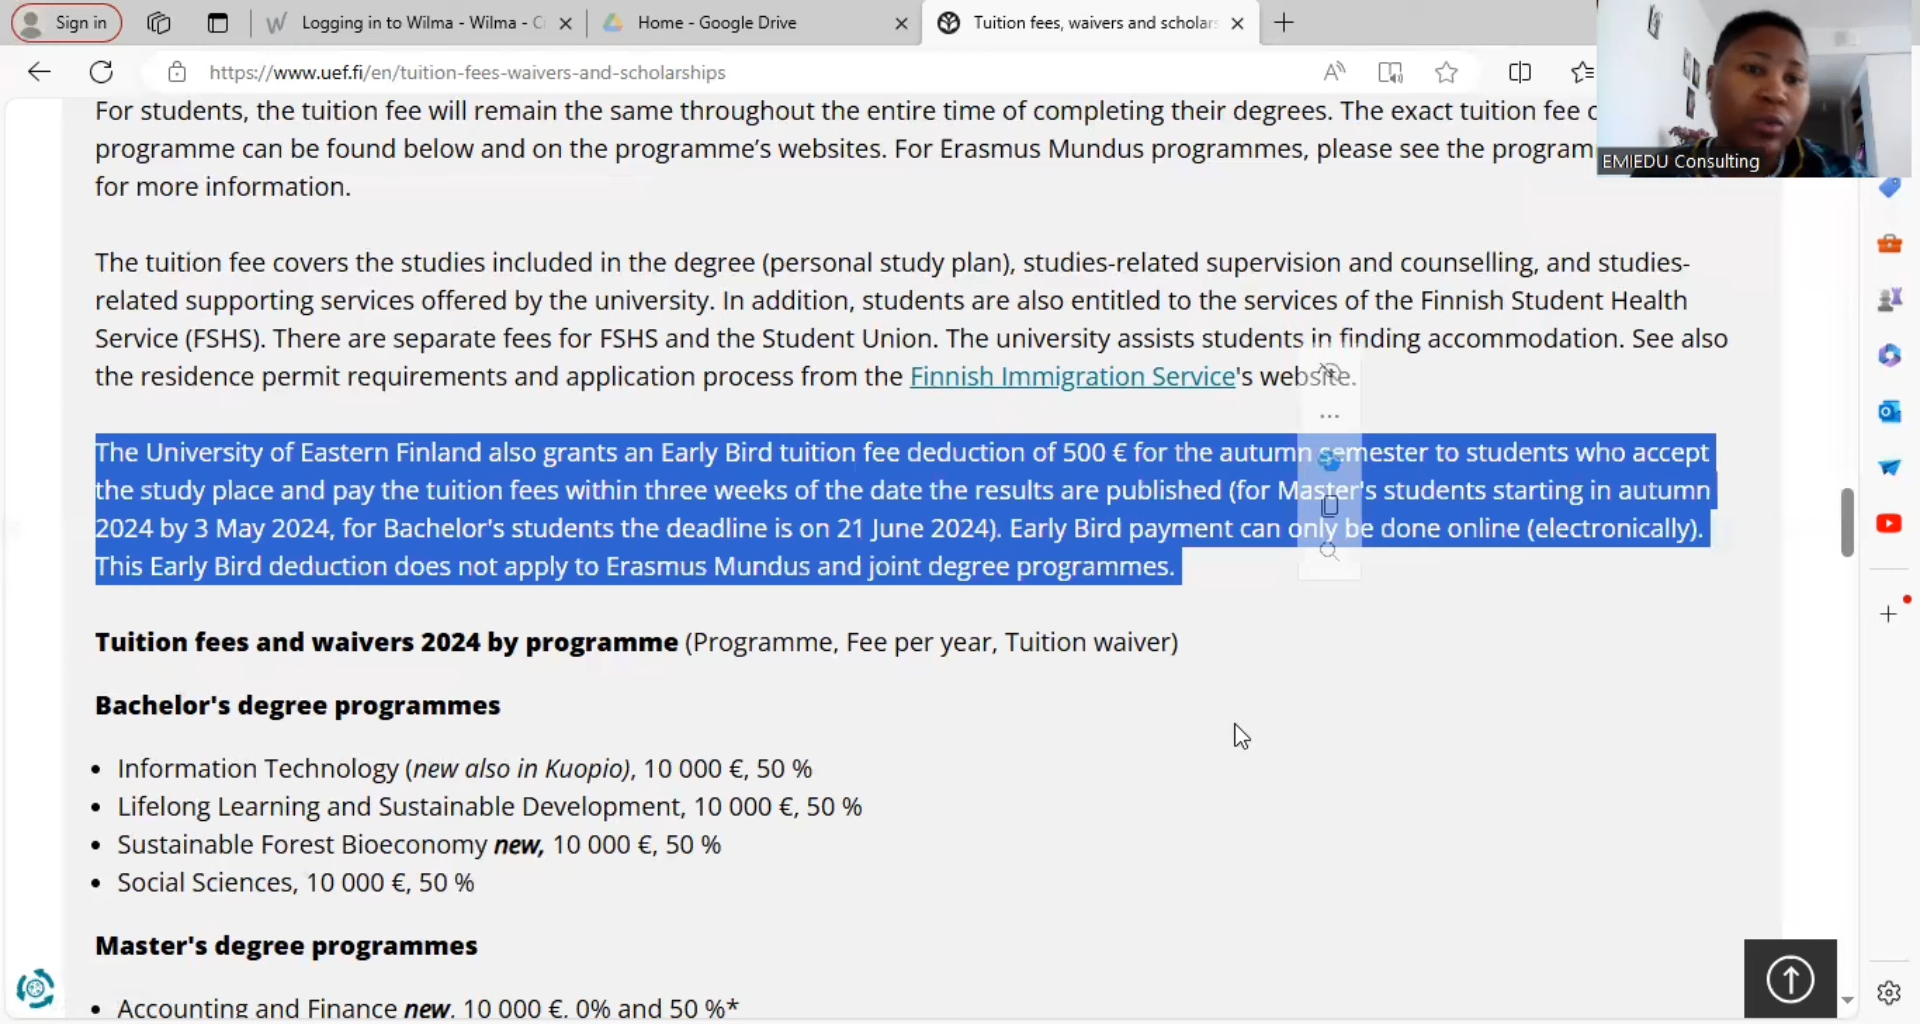 Sign in
Logging in to Wilma - Wilma -
Home - Google Drive
Tuition fees, waivers and scholars
https://www.uef.fi/en/tuition-fees-waivers-and-scholarships
EMIEDU Consulting
For students, the tuition fee will remain the same throughout the entire time of completing their degrees. The exact tuition fee
programme can be found below and on the programme’s websites. For Erasmus Mundus programmes, please see the program
for more information.
The tuition fee covers the studies included in the degree (personal study plan), studies-related supervision and counselling, and studies-
related supporting services offered by the university. In addition, students are also entitled to the services of the Finnish Student Health
Service (FSHS). There are separate fees for FSHS and the Student Union. The university assists students in finding accommodation. See also
the residence permit requirements and application process from the Finnish Immigration Service's website.
The University of Eastern Finland also grants an Early Bird tuition fee deduction of 500 € for the autumn semester to students who accept
the study place and pay the tuition fees within three weeks of the date the results are published (for Master's students starting in autumn
2024 by 3 May 2024, for Bachelor's students the deadline is on 21 June 2024). Early Bird payment can only be done online (electronically).
This Early Bird deduction does not apply to Erasmus Mundus and joint degree programmes.
Tuition fees and waivers 2024 by programme (Programme, Fee per year, Tuition waiver)
Bachelor's degree programmes
• Information Technology (new also in Kuopio), 10 000 €, 50 %
• Lifelong Learning and Sustainable Development, 10 000 €, 50 %
• Sustainable Forest Bioeconomy new, 10 000 €, 50 %
• Social Sciences, 10 000 €, 50 %
Master's degree programmes
• Accounting and Finance new, 10 000 €, 0% and 50 %*